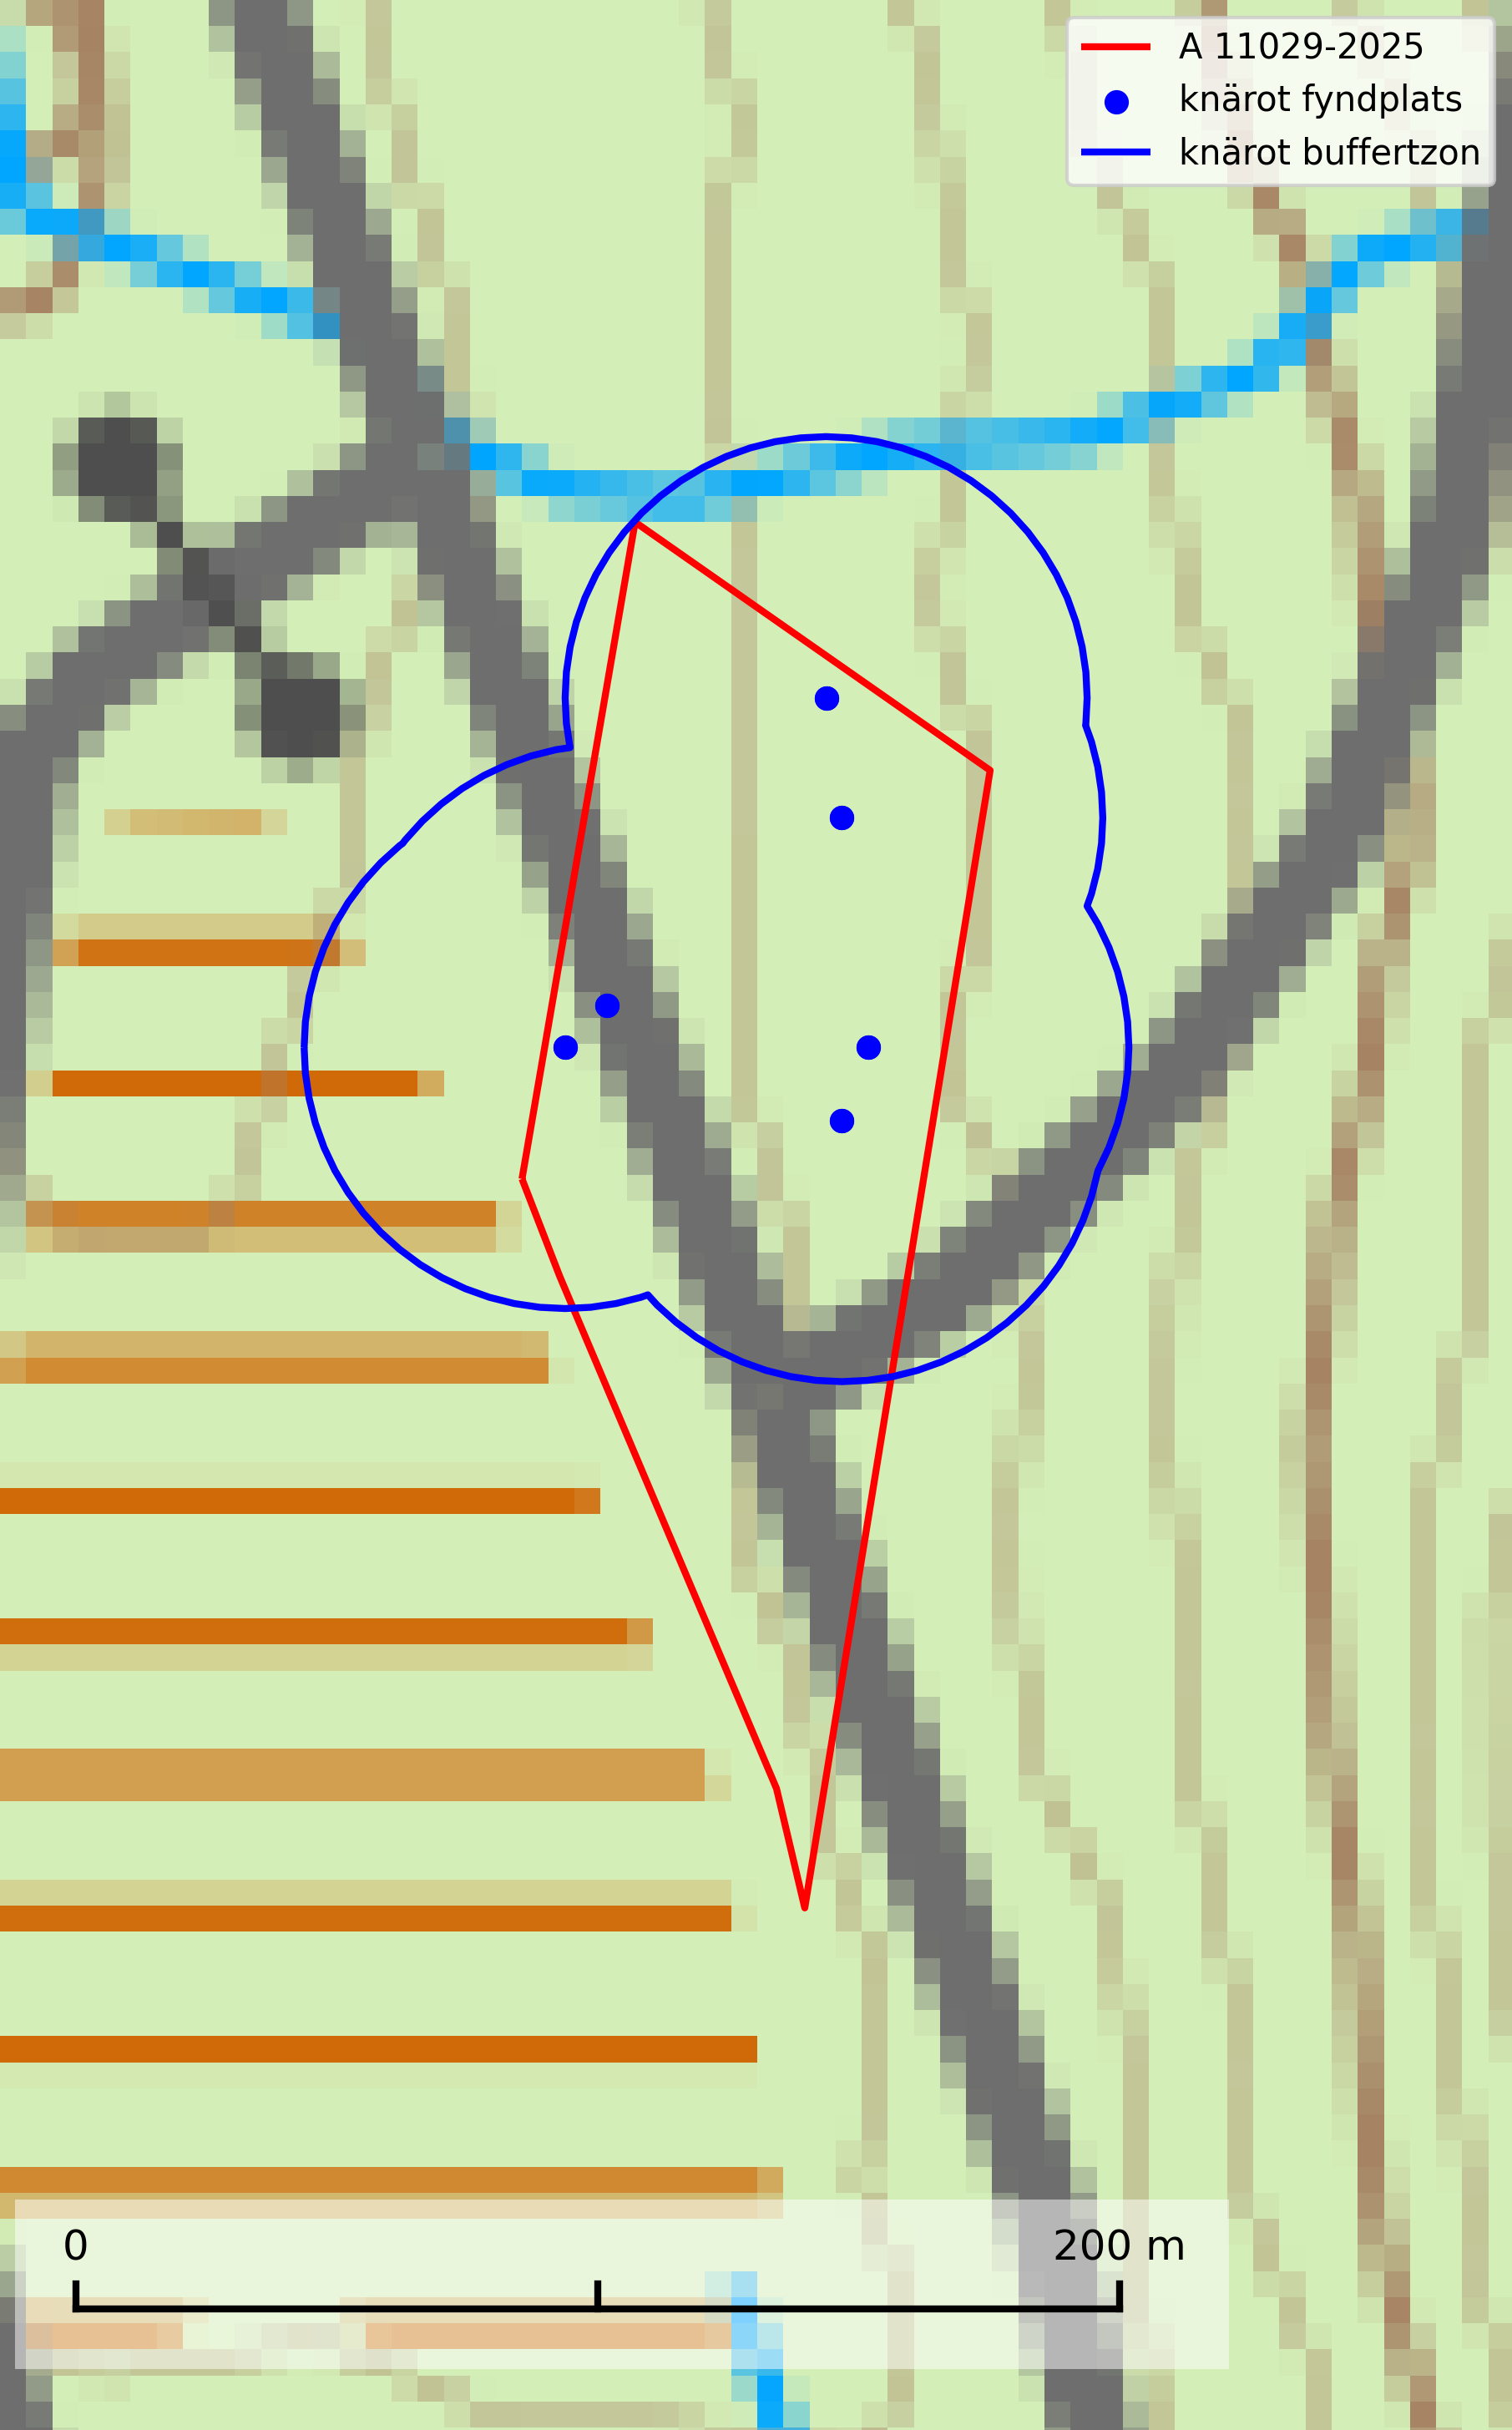 A 11029-2025
knärot fyndplats
knärot buffertzon
0
200 m